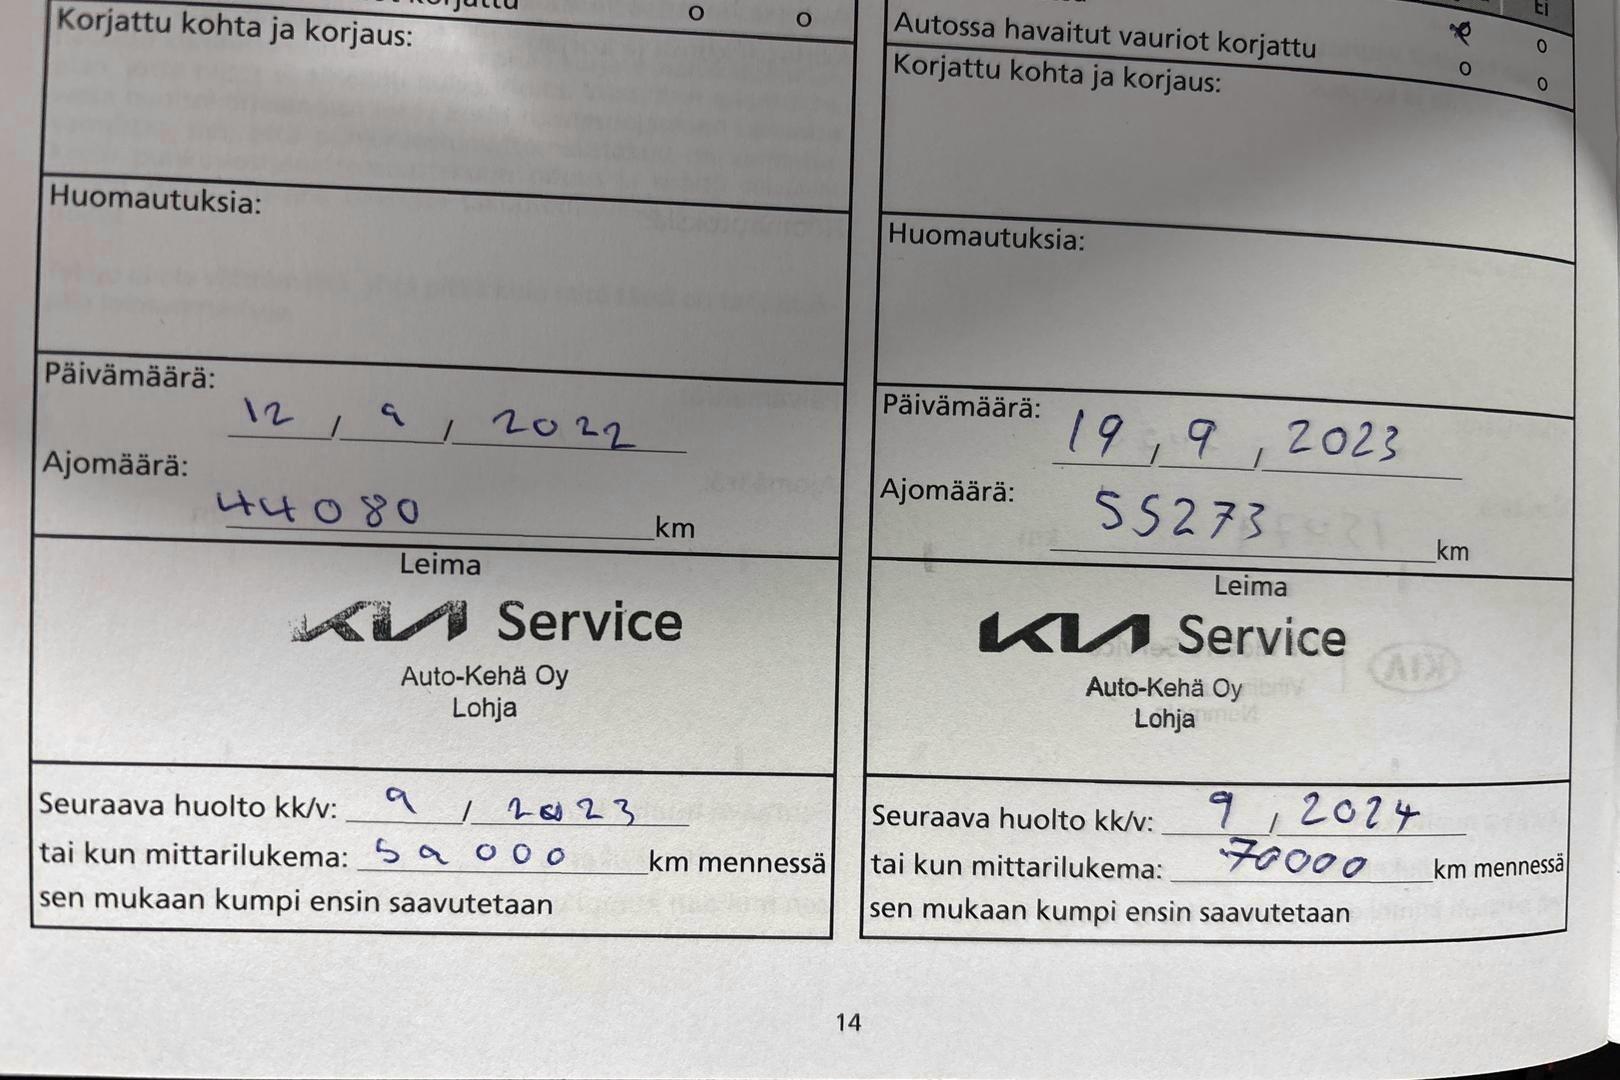 Korjattu kohta ja korjaus:
Huomautuksia:
Päivämäärä:
12 / 9 / 2022
Ajomäärä:
44080 km
Leima
KIA Service
Auto-Kehä Oy
Lohja
Seuraava huolto kk/v: 9 / 2023
tai kun mittarilukema: 59 000 km mennessä
sen mukaan kumpi ensin saavutetaan
Ei
Autossa havaitut vauriot korjattu
Korjattu kohta ja korjaus:
Huomautuksia:
Päivämäärä:
19 / 9 / 2023
Ajomäärä:
55273 km
Leima
KIA Service
Auto-Kehä Oy
Lohja
Seuraava huolto kk/v: 9 / 2024
tai kun mittarilukema: 70000 km mennessä
sen mukaan kumpi ensin saavutetaan
14